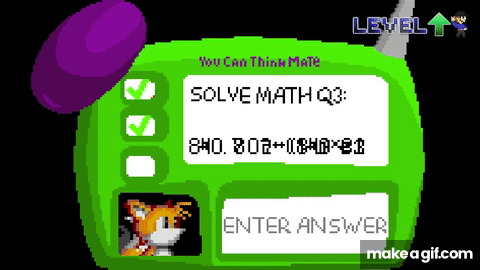 LEVEL
You Can Think Mate
SOLVE MATH Q3:
ENTER ANSWER
makeagif.com